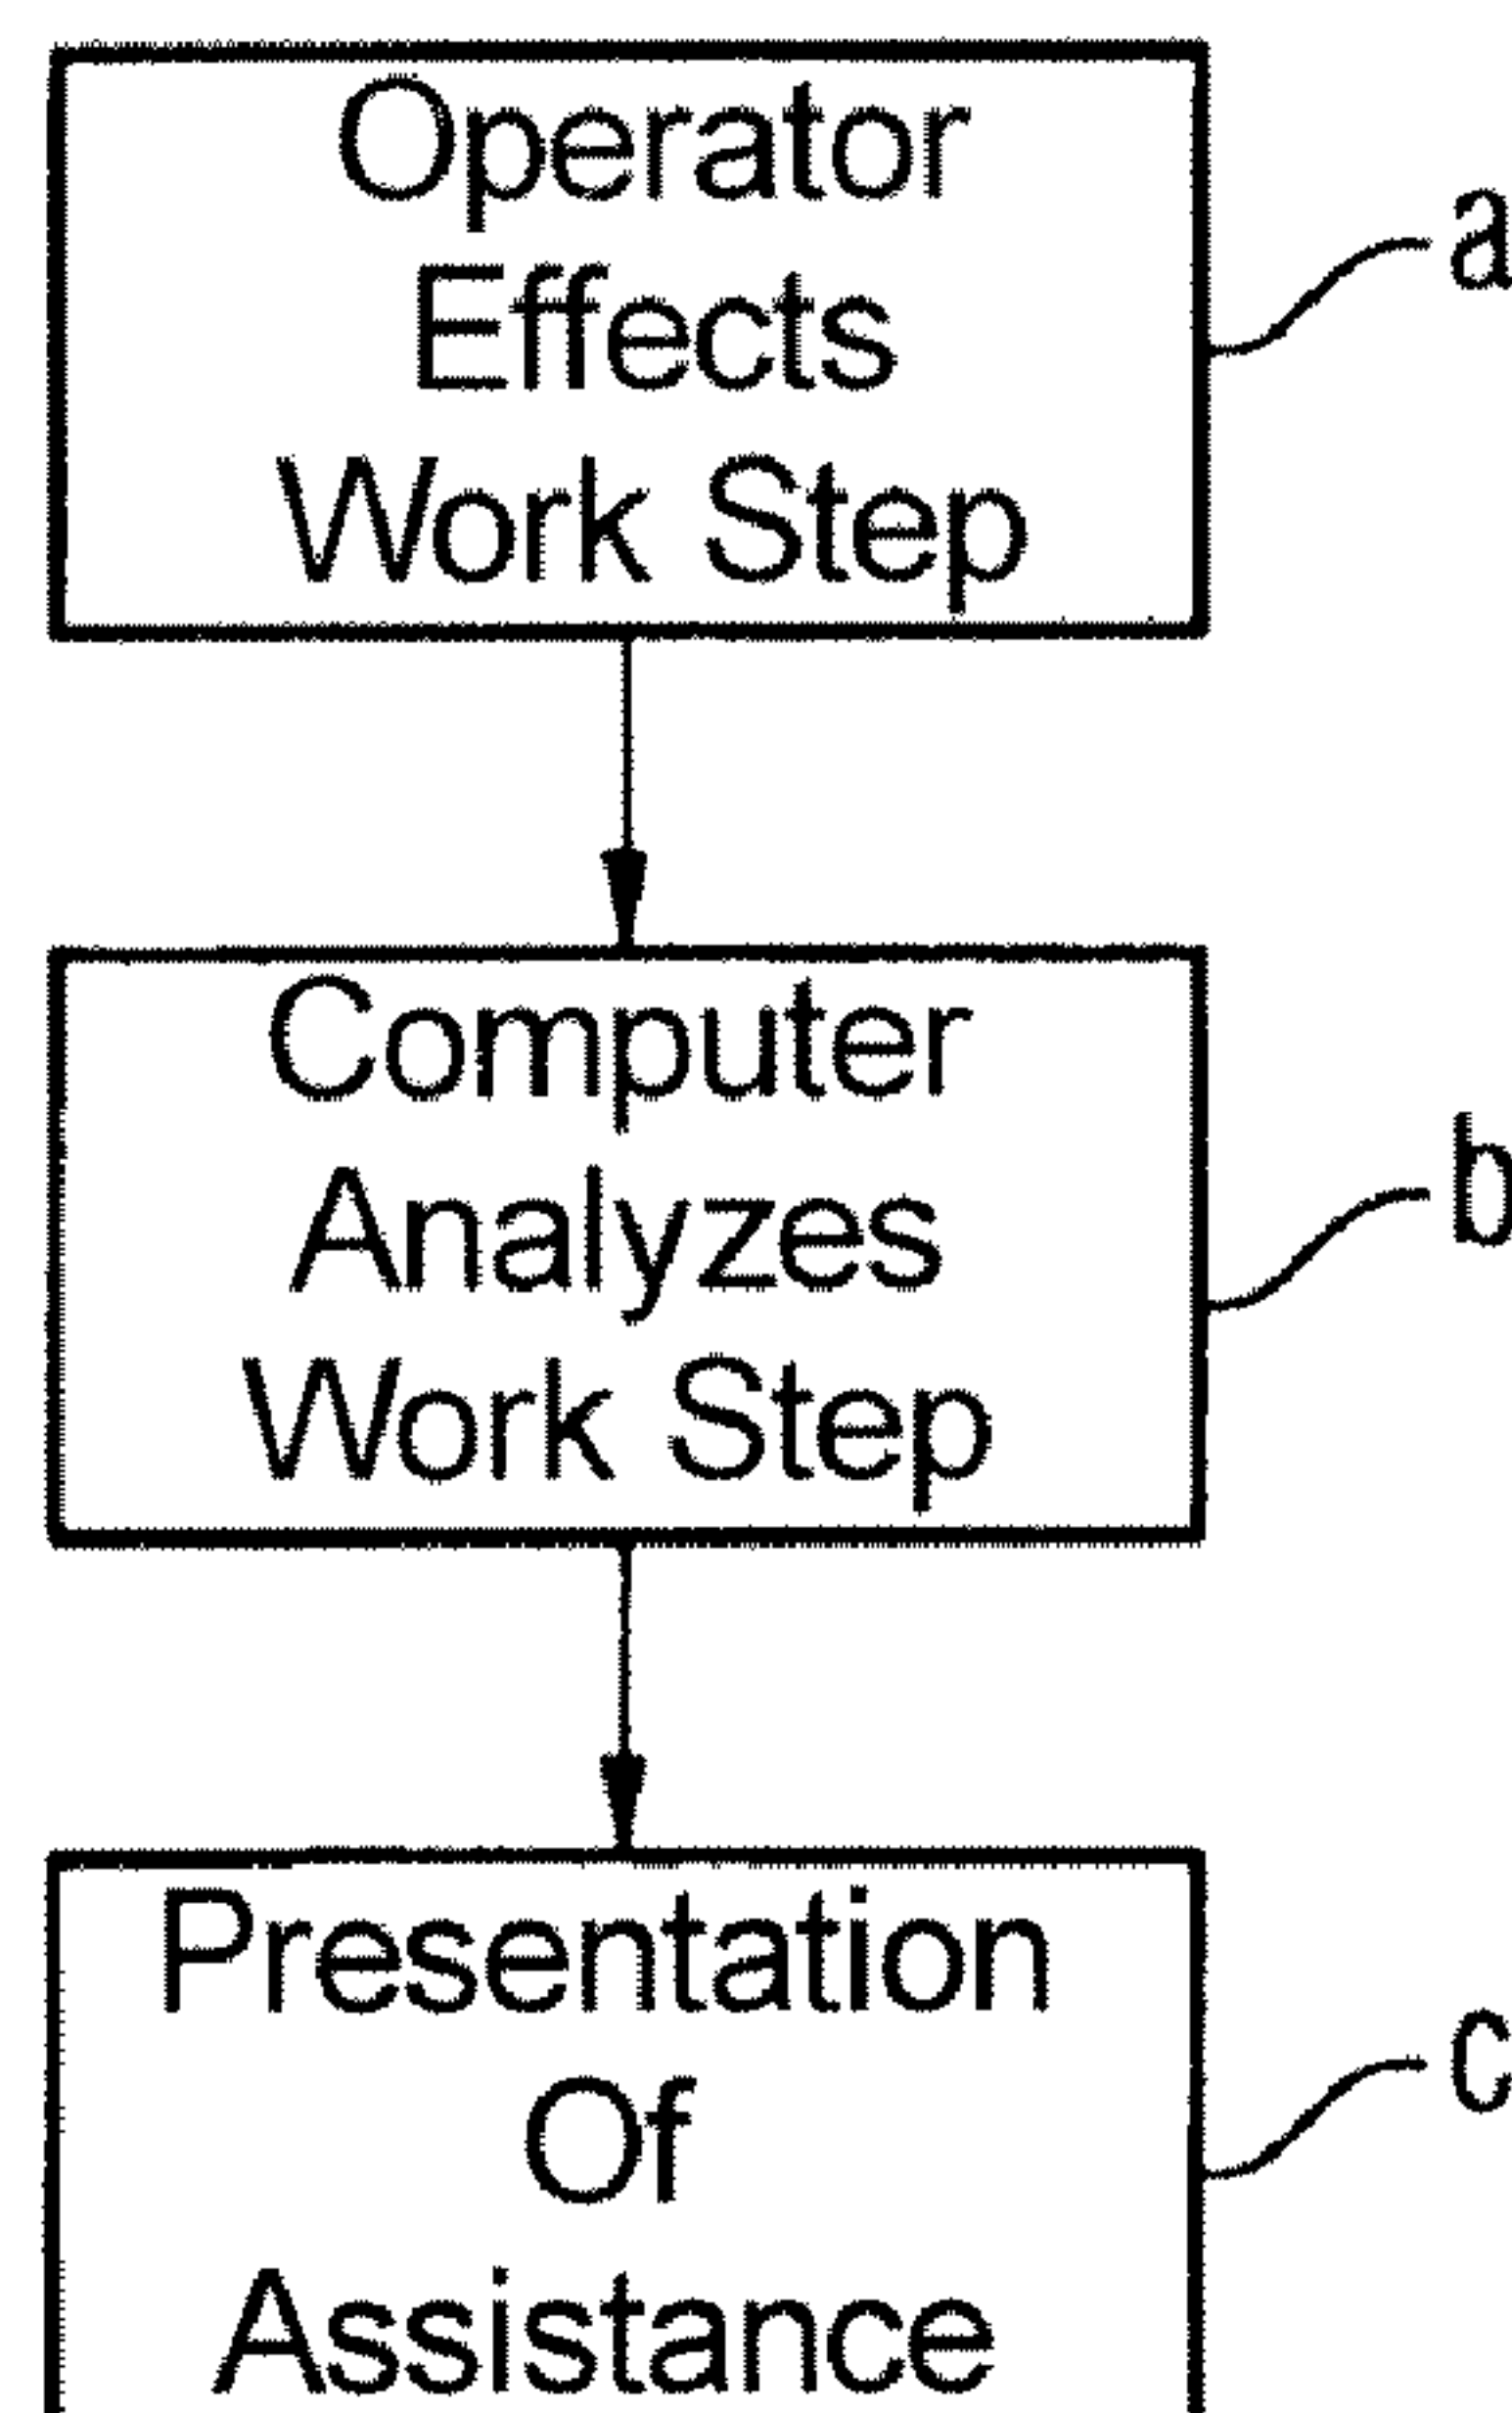 Operator
Effects
Work Step
a
Computer
Analyzes
Work Step
b
Presentation
Of
Assistance
c